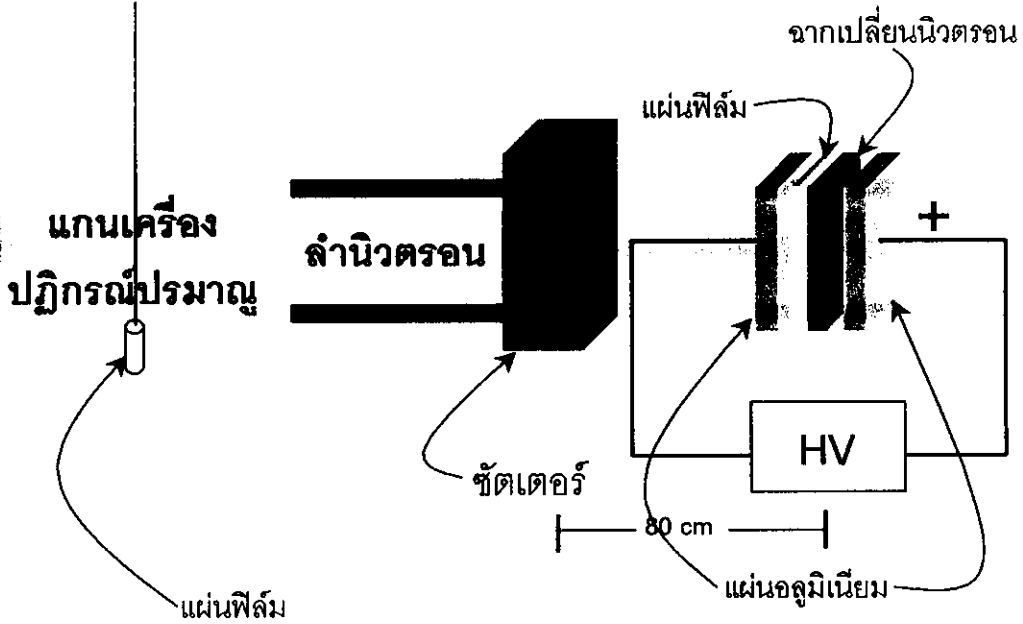 ฉากเปลี่ยนนิวตรอน
แผ่นฟิล์ม
แกนเครื่อง
ปฏิกรณ์ปรมาณู
ลำนิวตรอน
+
HV
ซัตเตอร์
80 cm
แผ่นอลูมิเนียม
แผ่นฟิล์ม